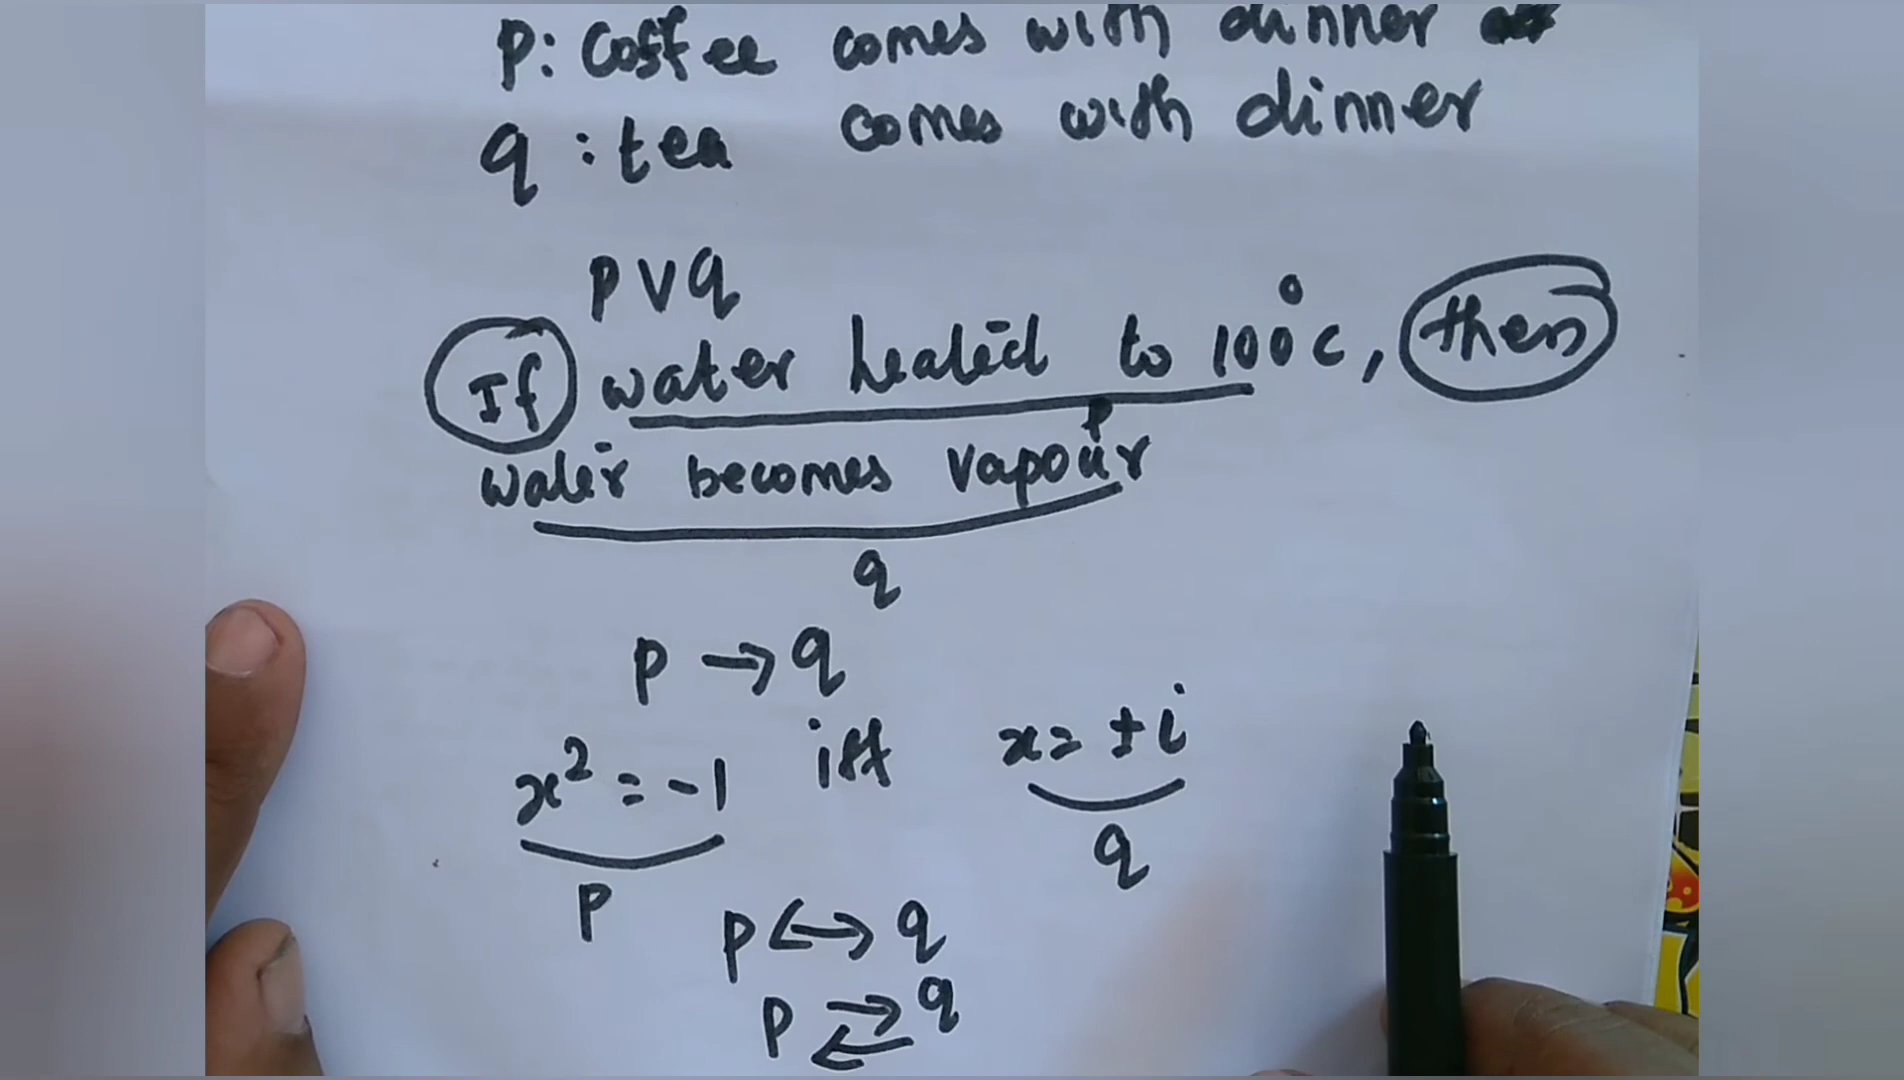 p: Coffee comes with dinner
q : tea comes with dinner
p ∨ q
If water heated to 100°c, then
p
water becomes vapour
q
p → q
x² = -1 iff x = ± i
p q
p ↔ q
p ⇄ q